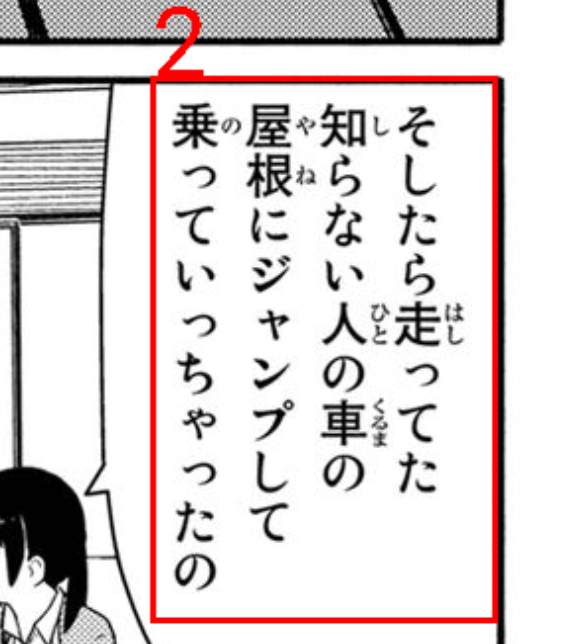 2
そしたら走ってた
知らない人の車の
屋根にジャンプして
乗っていっちゃったの